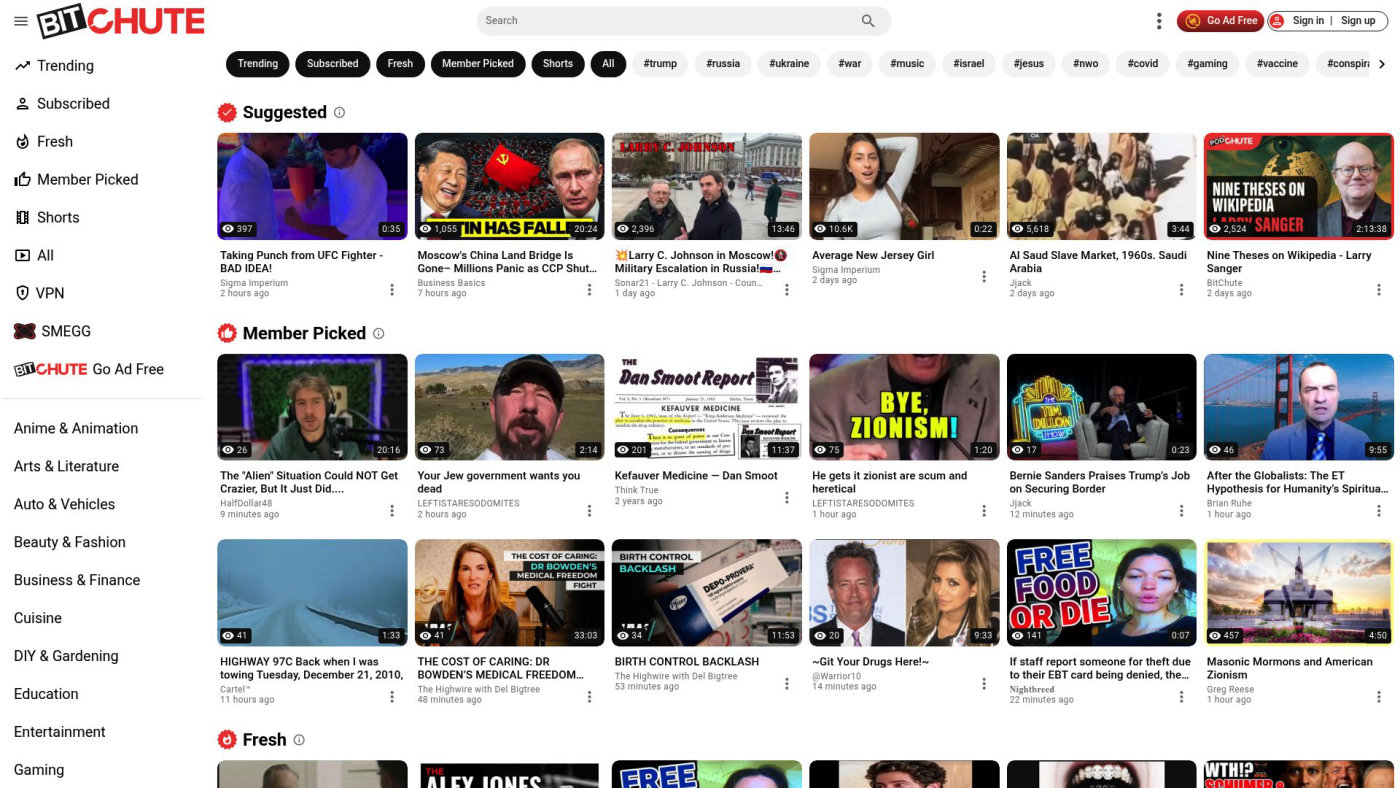 BITCHUTE
Search
Go Ad Free
Sign in | Sign up
Trending
Subscribed
Fresh
Member Picked
Shorts
All
VPN
SMEGG
BITCHUTE Go Ad Free
Anime & Animation
Arts & Literature
Auto & Vehicles
Beauty & Fashion
Business & Finance
Cuisine
DIY & Gardening
Education
Entertainment
Gaming
Trending Subscribed Fresh Member Picked Shorts All #trump #russia #ukraine #war #music #israel #jesus #nwo #covid #gaming #vaccine #conspira
Suggested
397 0:35
Taking Punch from UFC Fighter -
BAD IDEA!
Sigma Imperium
2 hours ago
IN HAS FALLE
1,055 20:24
Moscow's China Land Bridge Is
Gone– Millions Panic as CCP Shut...
Business Basics
7 hours ago
LARRY C. JOHNSON
2,396 13:46
💥Larry C. Johnson in Moscow!🎯
Military Escalation in Russia!🇷🇺...
Sonar21 - Larry C. Johnson - Coun...
1 day ago
10.6K 0:22
Average New Jersey Girl
Sigma Imperium
2 days ago
OA
5,618 3:44
Al Saud Slave Market, 1960s. Saudi
Arabia
Jjack
2 days ago
PODCHUTE
NINE THESES ON
WIKIPEDIA
LARRY SANGER
2,524 2:13:38
Nine Theses on Wikipedia - Larry
Sanger
BitChute
2 days ago
Member Picked
26 20:16
The "Alien" Situation Could NOT Get
Crazier, But It Just Did....
HalfDollar48
9 minutes ago
73 2:14
Your Jew government wants you
dead
LEFTISTARESODOMITES
2 hours ago
THE
Dan Smoot Report
KEFAUVER MEDICINE
Consequences
201 11:37
Kefauver Medicine — Dan Smoot
Think True
2 years ago
BYE,
ZIONISM!
75 1:20
He gets it zionist are scum and
heretical
LEFTISTARESODOMITES
1 hour ago
THE
TIM
DILLON
SHOW
17 0:23
Bernie Sanders Praises Trump's Job
on Securing Border
Jjack
12 minutes ago
46 9:55
After the Globalists: The ET
Hypothesis for Humanity's Spiritua...
Brian Ruhe
1 hour ago
41 1:33
HIGHWAY 97C Back when I was
towing Tuesday, December 21, 2010,
Cartel™
11 hours ago
THE COST OF CARING:
DR BOWDEN'S
MEDICAL FREEDOM
FIGHT
41 33:03
THE COST OF CARING: DR
BOWDEN'S MEDICAL FREEDOM...
The Highwire with Del Bigtree
48 minutes ago
BIRTH CONTROL
BACKLASH
DEPO-PROVERA
Pfizer
34 11:53
BIRTH CONTROL BACKLASH
The Highwire with Del Bigtree
53 minutes ago
20 9:33
~Git Your Drugs Here!~
@Warrior10
14 minutes ago
FREE
FOOD
OR DIE
141 0:07
If staff report someone for theft due
to their EBT card being denied, the...
Nightbreed
22 minutes ago
457 4:50
Masonic Mormons and American
Zionism
Greg Reese
1 hour ago
Fresh
THE
ALEX JONES
FREE
WTH!?
SCHUMER